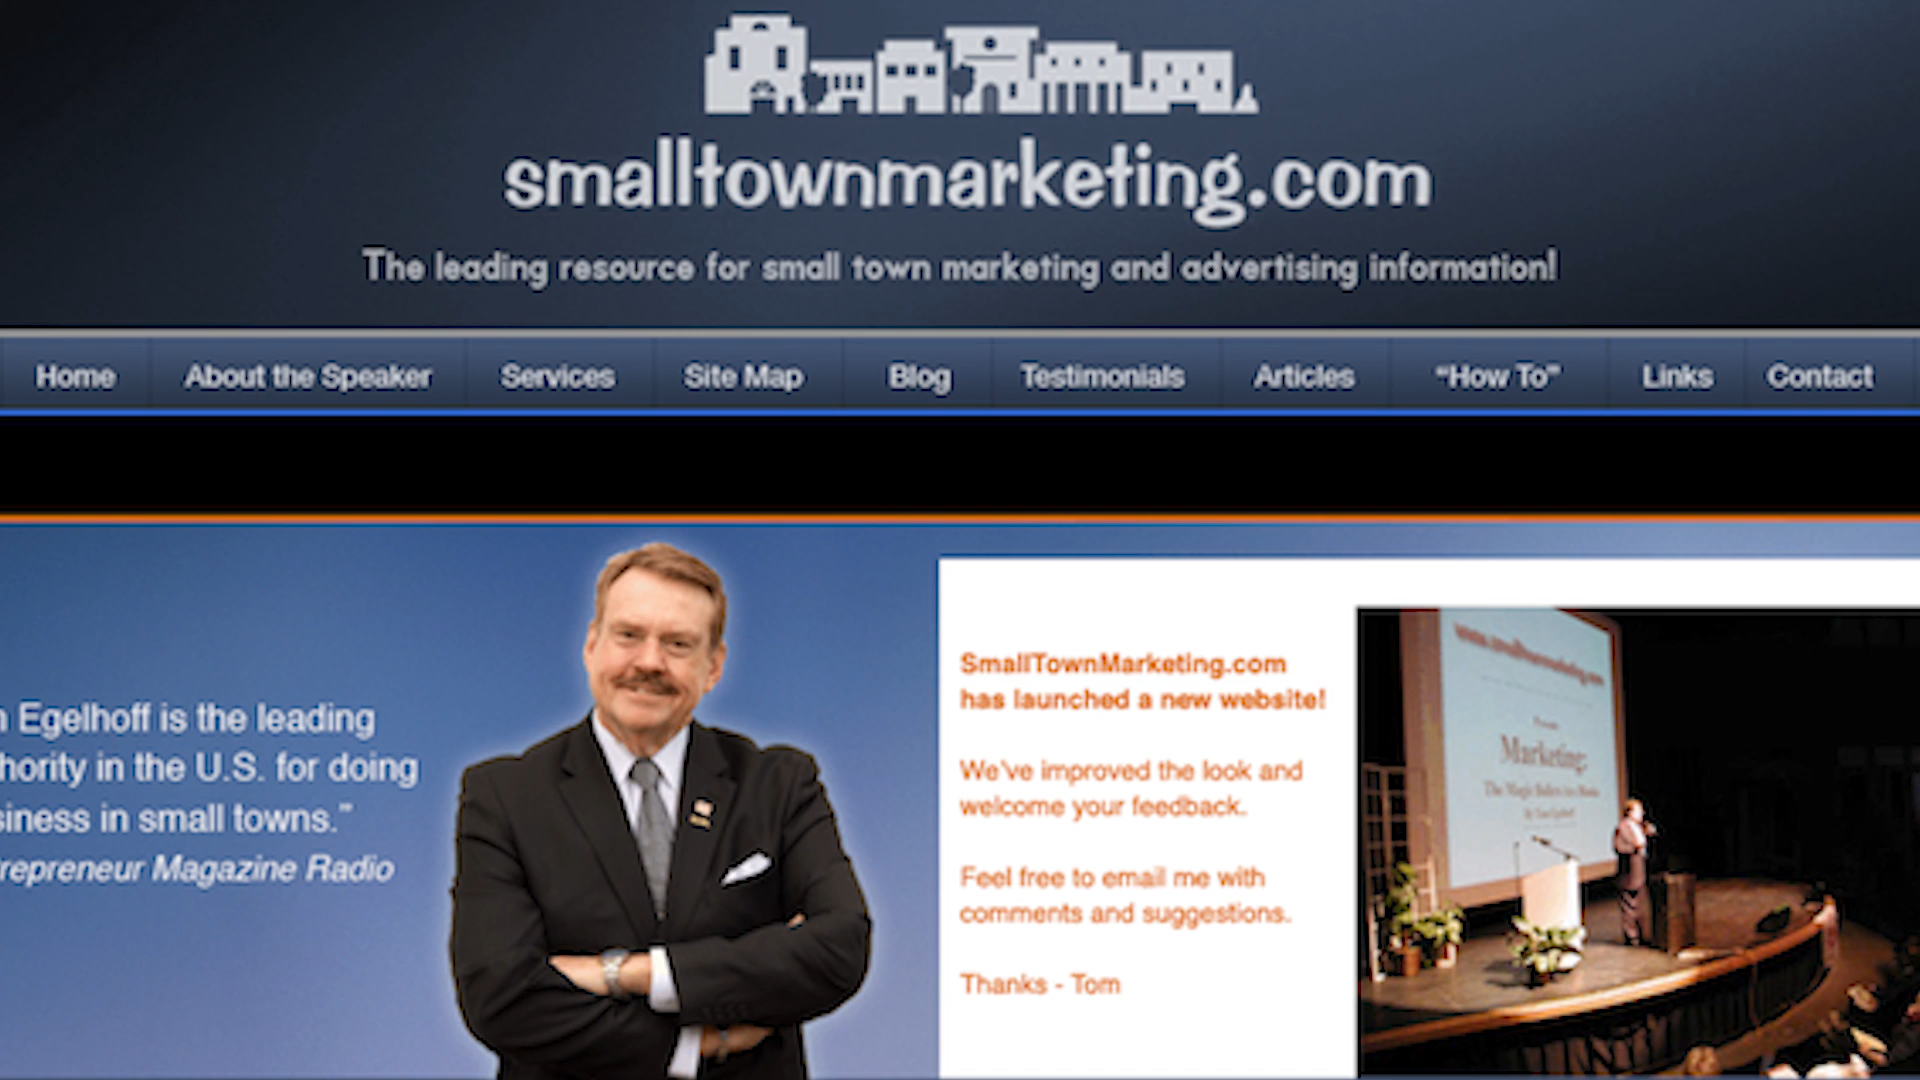 smalltownmarketing.com
The leading resource for small town marketing and advertising information!
Home About the Speaker Services Site Map Blog Testimonials Articles “How To” Links Contact
Egelhoff is the leading
in the U.S. for doing
in small towns.”
Magazine Radio
SmallTownMarketing.com
has launched a new website!
We've improved the look and
welcome your feedback.
Feel free to email me with
comments and suggestions.
Thanks - Tom
Marketing: